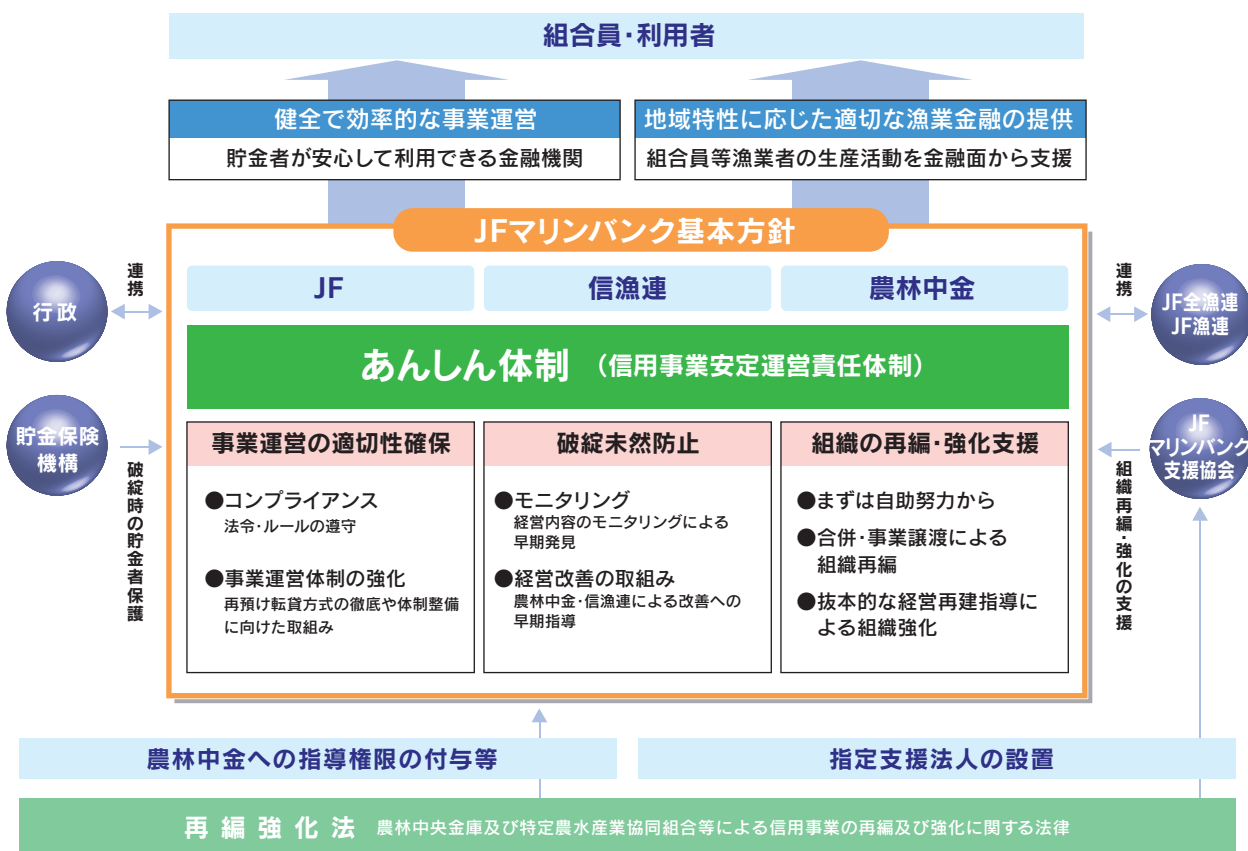 組合員・利用者
健全で効率的な事業運営
貯金者が安心して利用できる金融機関
地域特性に応じた適切な漁業金融の提供
組合員等漁業者の生産活動を金融面から支援
JFマリンバンク基本方針
行政
連携
JF
信漁連
農林中金
連携
JF全漁連
JF漁連
あんしん体制 （信用事業安定運営責任体制）
貯金保険
機構
破綻時の貯金者保護
事業運営の適切性確保
●コンプライアンス
法令・ルールの遵守
●事業運営体制の強化
再預け転貸方式の徹底や体制整備
に向けた取組み
破綻未然防止
●モニタリング
経営内容のモニタリングによる
早期発見
●経営改善の取組み
農林中金・信漁連による改善への
早期指導
組織の再編・強化支援
●まずは自助努力から
●合併・事業譲渡による
組織再編
●抜本的な経営再建指導に
よる組織強化
JF
マリンバンク
支援協会
組織再編・強化の支援
農林中金への指導権限の付与等
指定支援法人の設置
再編強化法 農林中央金庫及び特定農水産業協同組合等による信用事業の再編及び強化に関する法律